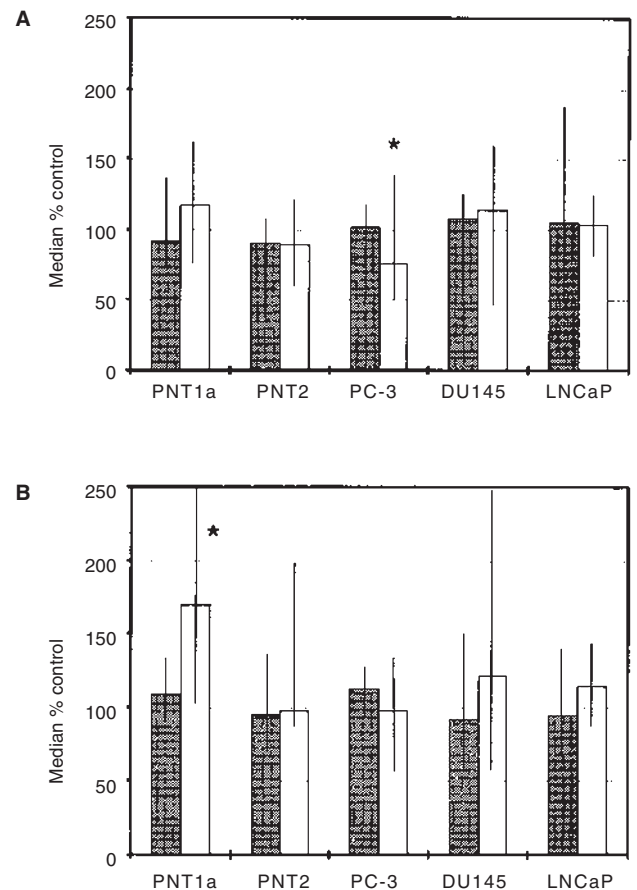 A
Median % control
250
200
150
100
50
0
*
PNT1a PNT2 PC-3 DU145 LNCaP
B
Median % control
250
200
150
100
50
0
*
PNT1a PNT2 PC-3 DU145 LNCaP